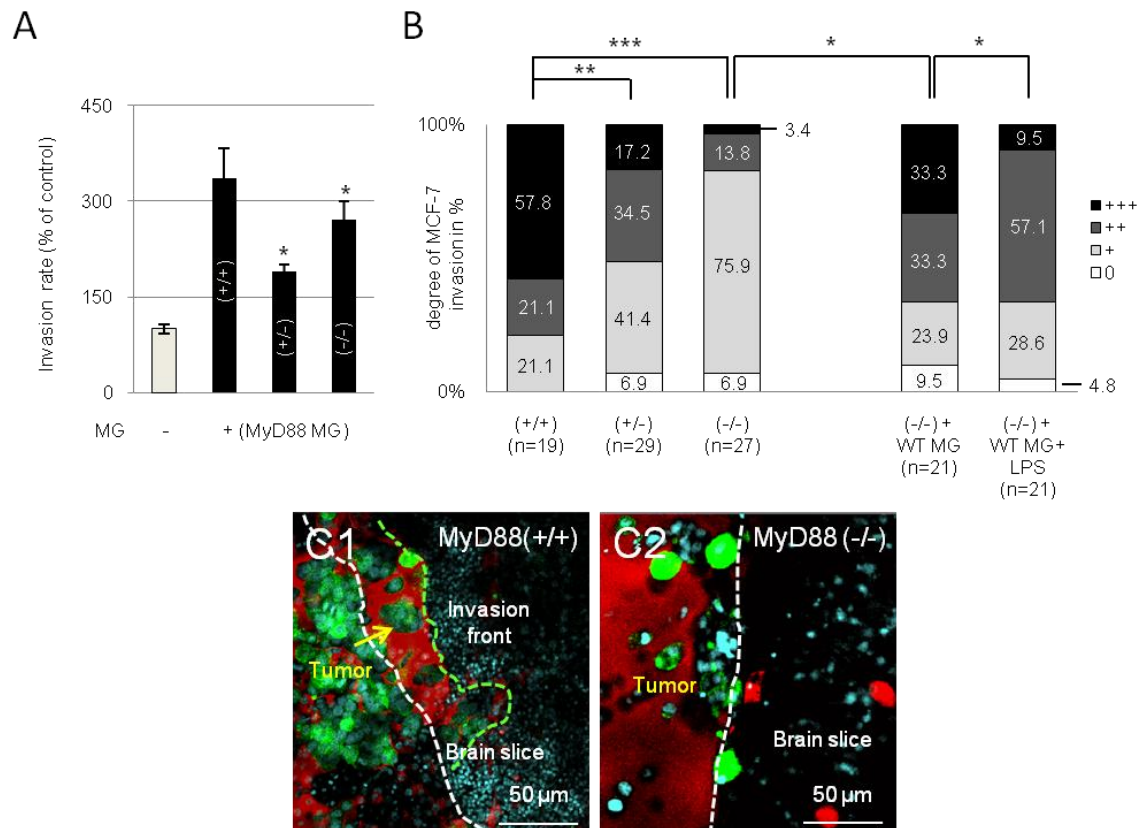 A
Invasion rate (% of control)
450
300
150
0
(+/+)
*
(+/-)
*
(-/-)
MG - + (MyD88 MG)
B
***
**
*
*
degree of MCF-7
invasion in %
100%
0%
57.8
21.1
21.1
17.2
34.5
41.4
6.9
3.4
13.8
75.9
6.9
33.3
33.3
23.9
9.5
9.5
57.1
28.6
4.8
+++
++
+
0
(+/+)
(n=19)
(+/-)
(n=29)
(-/-)
(n=27)
(-/-) +
WT MG
(n=21)
(-/-) +
WT MG+
LPS
(n=21)
C1
MyD88(+/+)
Invasion
front
Tumor
Brain slice
50 µm
C2
MyD88 (-/-)
Tumor
Brain slice
50 µm